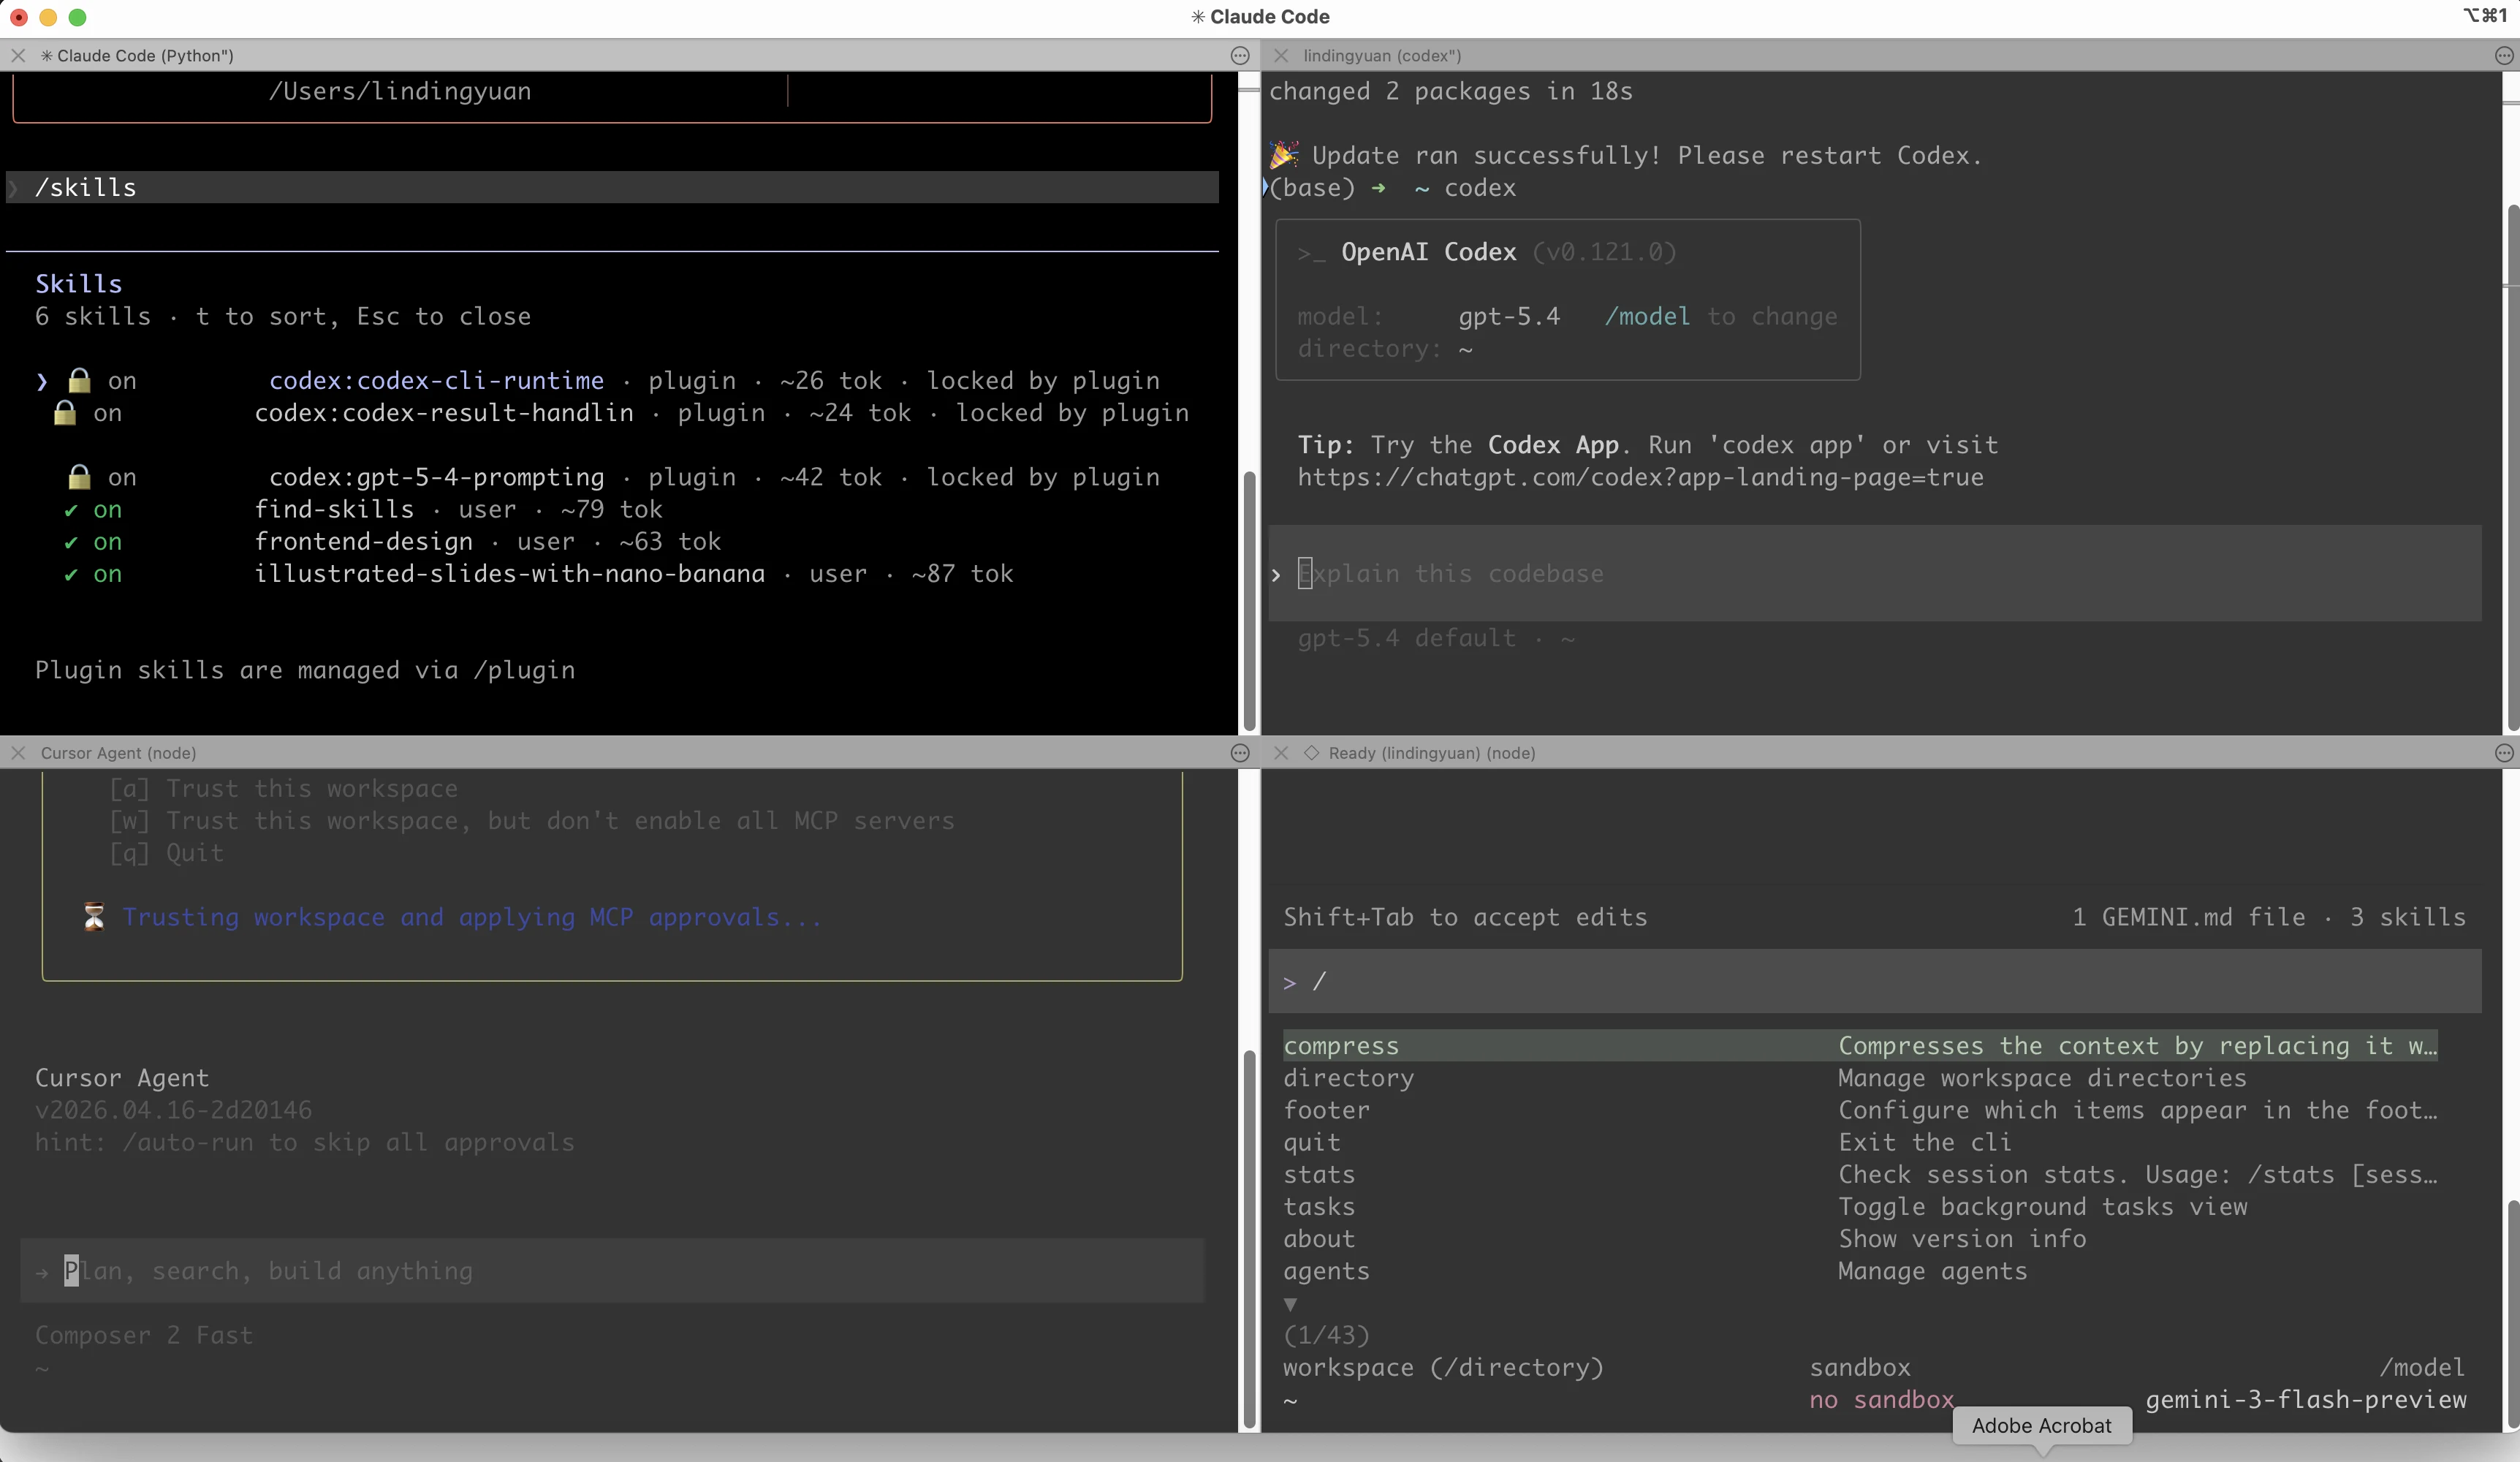 ✳ Claude Code
⌥⌘1
✳ Claude Code (Python")
/Users/lindingyuan
❯ /skills
Skills
6 skills · t to sort, Esc to close
❯ 🔒 on codex:codex-cli-runtime · plugin · ~26 tok · locked by plugin
🔒 on codex:codex-result-handlin · plugin · ~24 tok · locked by plugin
🔒 on codex:gpt-5-4-prompting · plugin · ~42 tok · locked by plugin
✔ on find-skills · user · ~79 tok
✔ on frontend-design · user · ~63 tok
✔ on illustrated-slides-with-nano-banana · user · ~87 tok
Plugin skills are managed via /plugin
lindingyuan (codex")
changed 2 packages in 18s
🎉 Update ran successfully! Please restart Codex.
(base) ➜ ~ codex
>_ OpenAI Codex (v0.121.0)
model: gpt-5.4 /model to change
directory: ~
Tip: Try the Codex App. Run 'codex app' or visit
https://chatgpt.com/codex?app-landing-page=true
› Explain this codebase
gpt-5.4 default · ~
Cursor Agent (node)
[a] Trust this workspace
[w] Trust this workspace, but don't enable all MCP servers
[q] Quit
⏳ Trusting workspace and applying MCP approvals...
Cursor Agent
v2026.04.16-2d20146
hint: /auto-run to skip all approvals
→ Plan, search, build anything
Composer 2 Fast
~
◇ Ready (lindingyuan) (node)
Shift+Tab to accept edits 1 GEMINI.md file · 3 skills
> /
compress Compresses the context by replacing it w…
directory Manage workspace directories
footer Configure which items appear in the foot…
quit Exit the cli
stats Check session stats. Usage: /stats [sess…
tasks Toggle background tasks view
about Show version info
agents Manage agents
▼
(1/43)
workspace (/directory) sandbox /model
~ no sandbox gemini-3-flash-preview
Adobe Acrobat